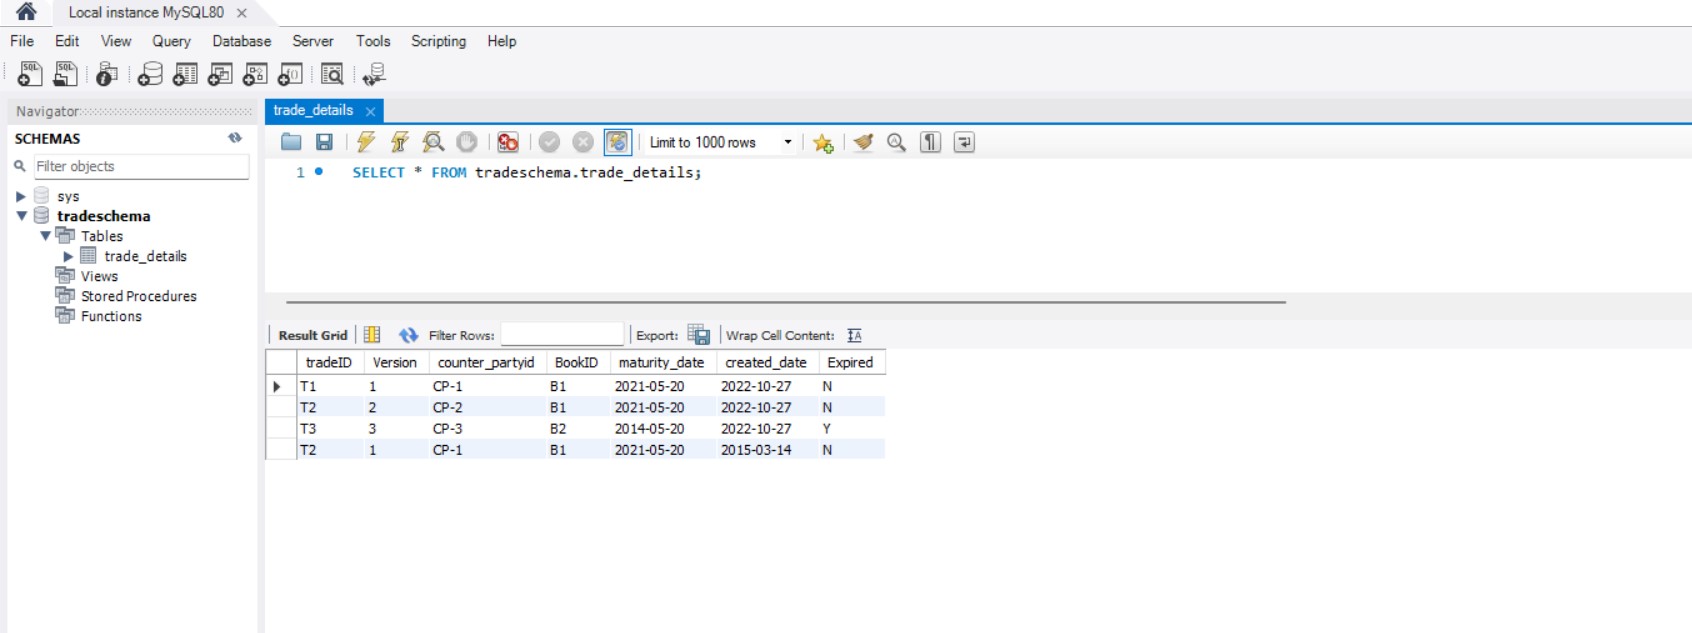 Local instance MySQL80
File Edit View Query Database Server Tools Scripting Help
Navigator
SCHEMAS
Filter objects
sys
tradeschema
Tables
trade_details
Views
Stored Procedures
Functions
trade_details
Limit to 1000 rows
1 SELECT * FROM tradeschema.trade_details;
Result Grid Filter Rows: Export: Wrap Cell Content:
tradeID Version counter_partyid BookID maturity_date created_date Expired
T1 1 CP-1 B1 2021-05-20 2022-10-27 N
T2 2 CP-2 B1 2021-05-20 2022-10-27 N
T3 3 CP-3 B2 2014-05-20 2022-10-27 Y
T2 1 CP-1 B1 2021-05-20 2015-03-14 N